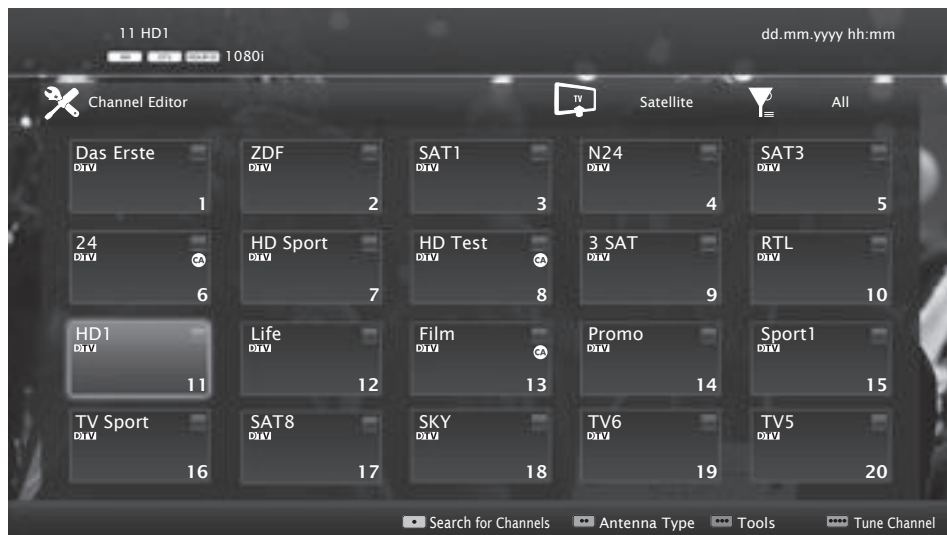 11 HD1
dd.mm.yyyy hh:mm
1080i
Channel Editor
TV
Satellite
All
Das Erste
DTV
1
ZDF
DTV
2
SAT1
DTV
3
N24
DTV
4
SAT3
DTV
5
24
DTV
CA
6
HD Sport
DTV
7
HD Test
DTV
CA
8
3 SAT
DTV
9
RTL
DTV
10
HD1
DTV
11
Life
DTV
12
Film
DTV
CA
13
Promo
DTV
14
Sport1
DTV
15
TV Sport
DTV
16
SAT8
DTV
17
SKY
DTV
18
TV6
DTV
19
TV5
DTV
20
Search for Channels
Antenna Type
Tools
Tune Channel